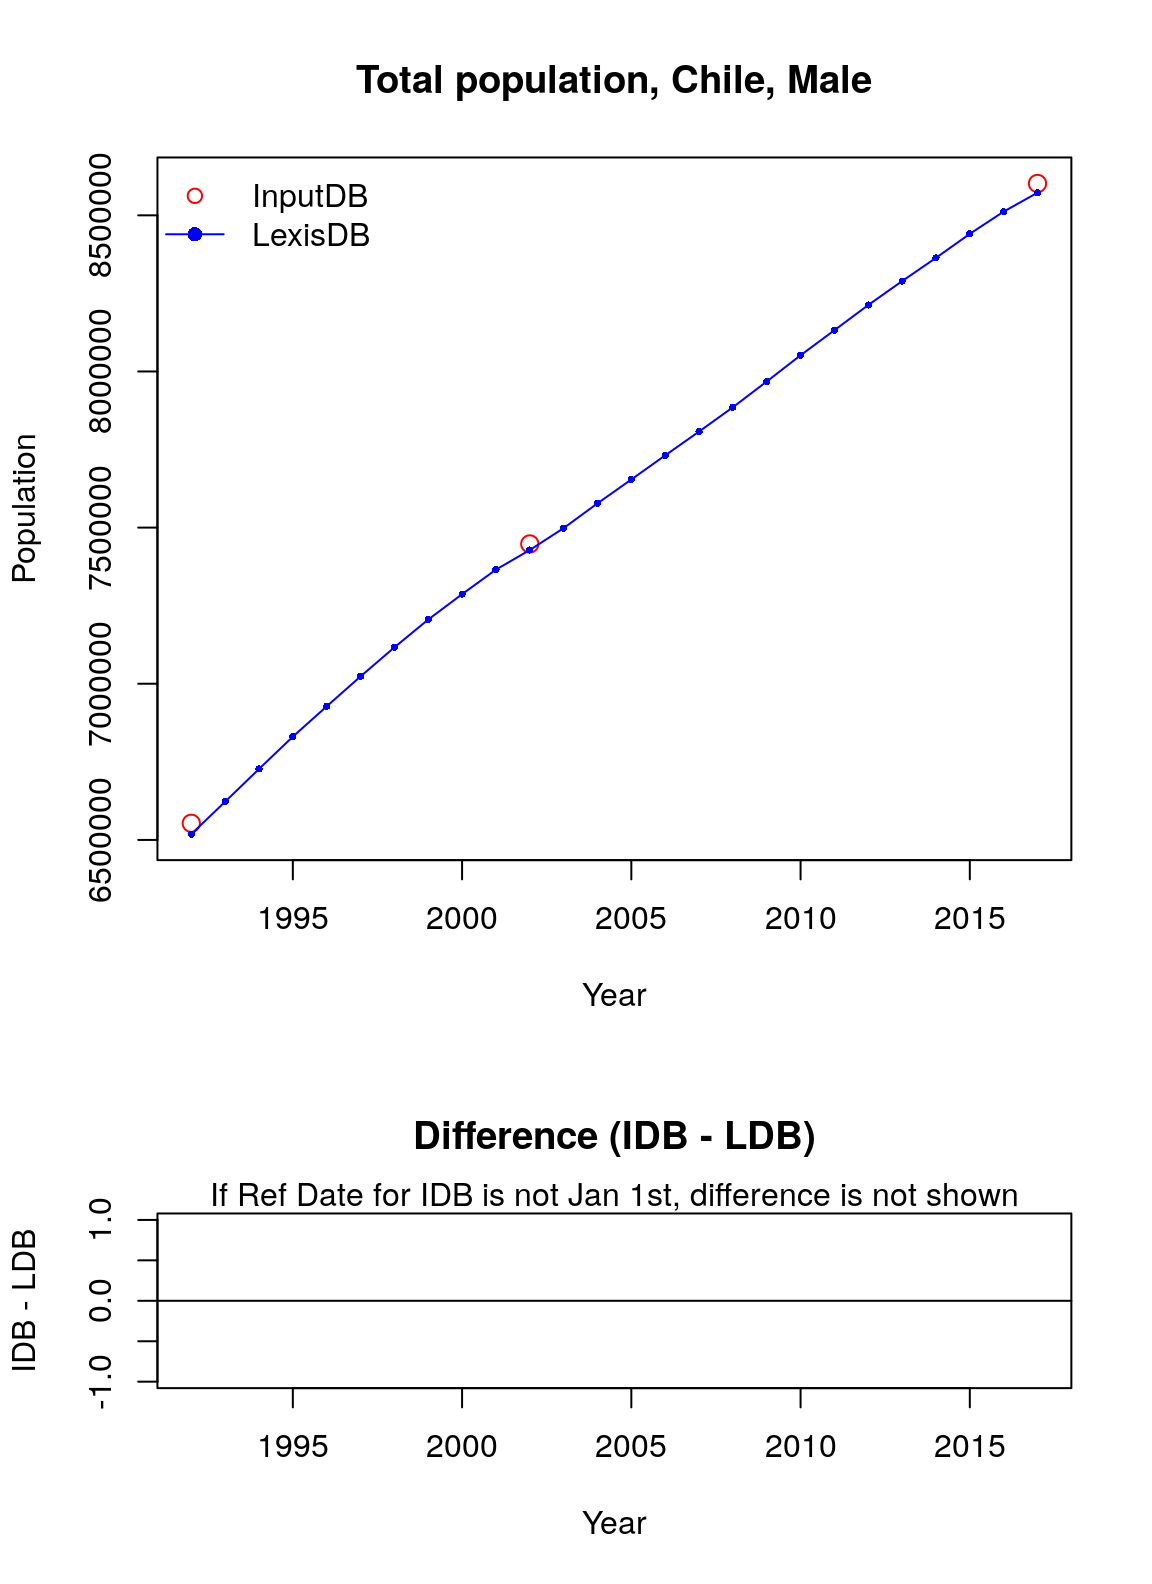 Total population, Chile, Male
InputDB
LexisDB
8500000
8000000
7500000
7000000
6500000
Population
1995 2000 2005 2010 2015
Year
Difference (IDB - LDB)
If Ref Date for IDB is not Jan 1st, difference is not shown
1.0
0.0
-1.0
IDB - LDB
1995 2000 2005 2010 2015
Year